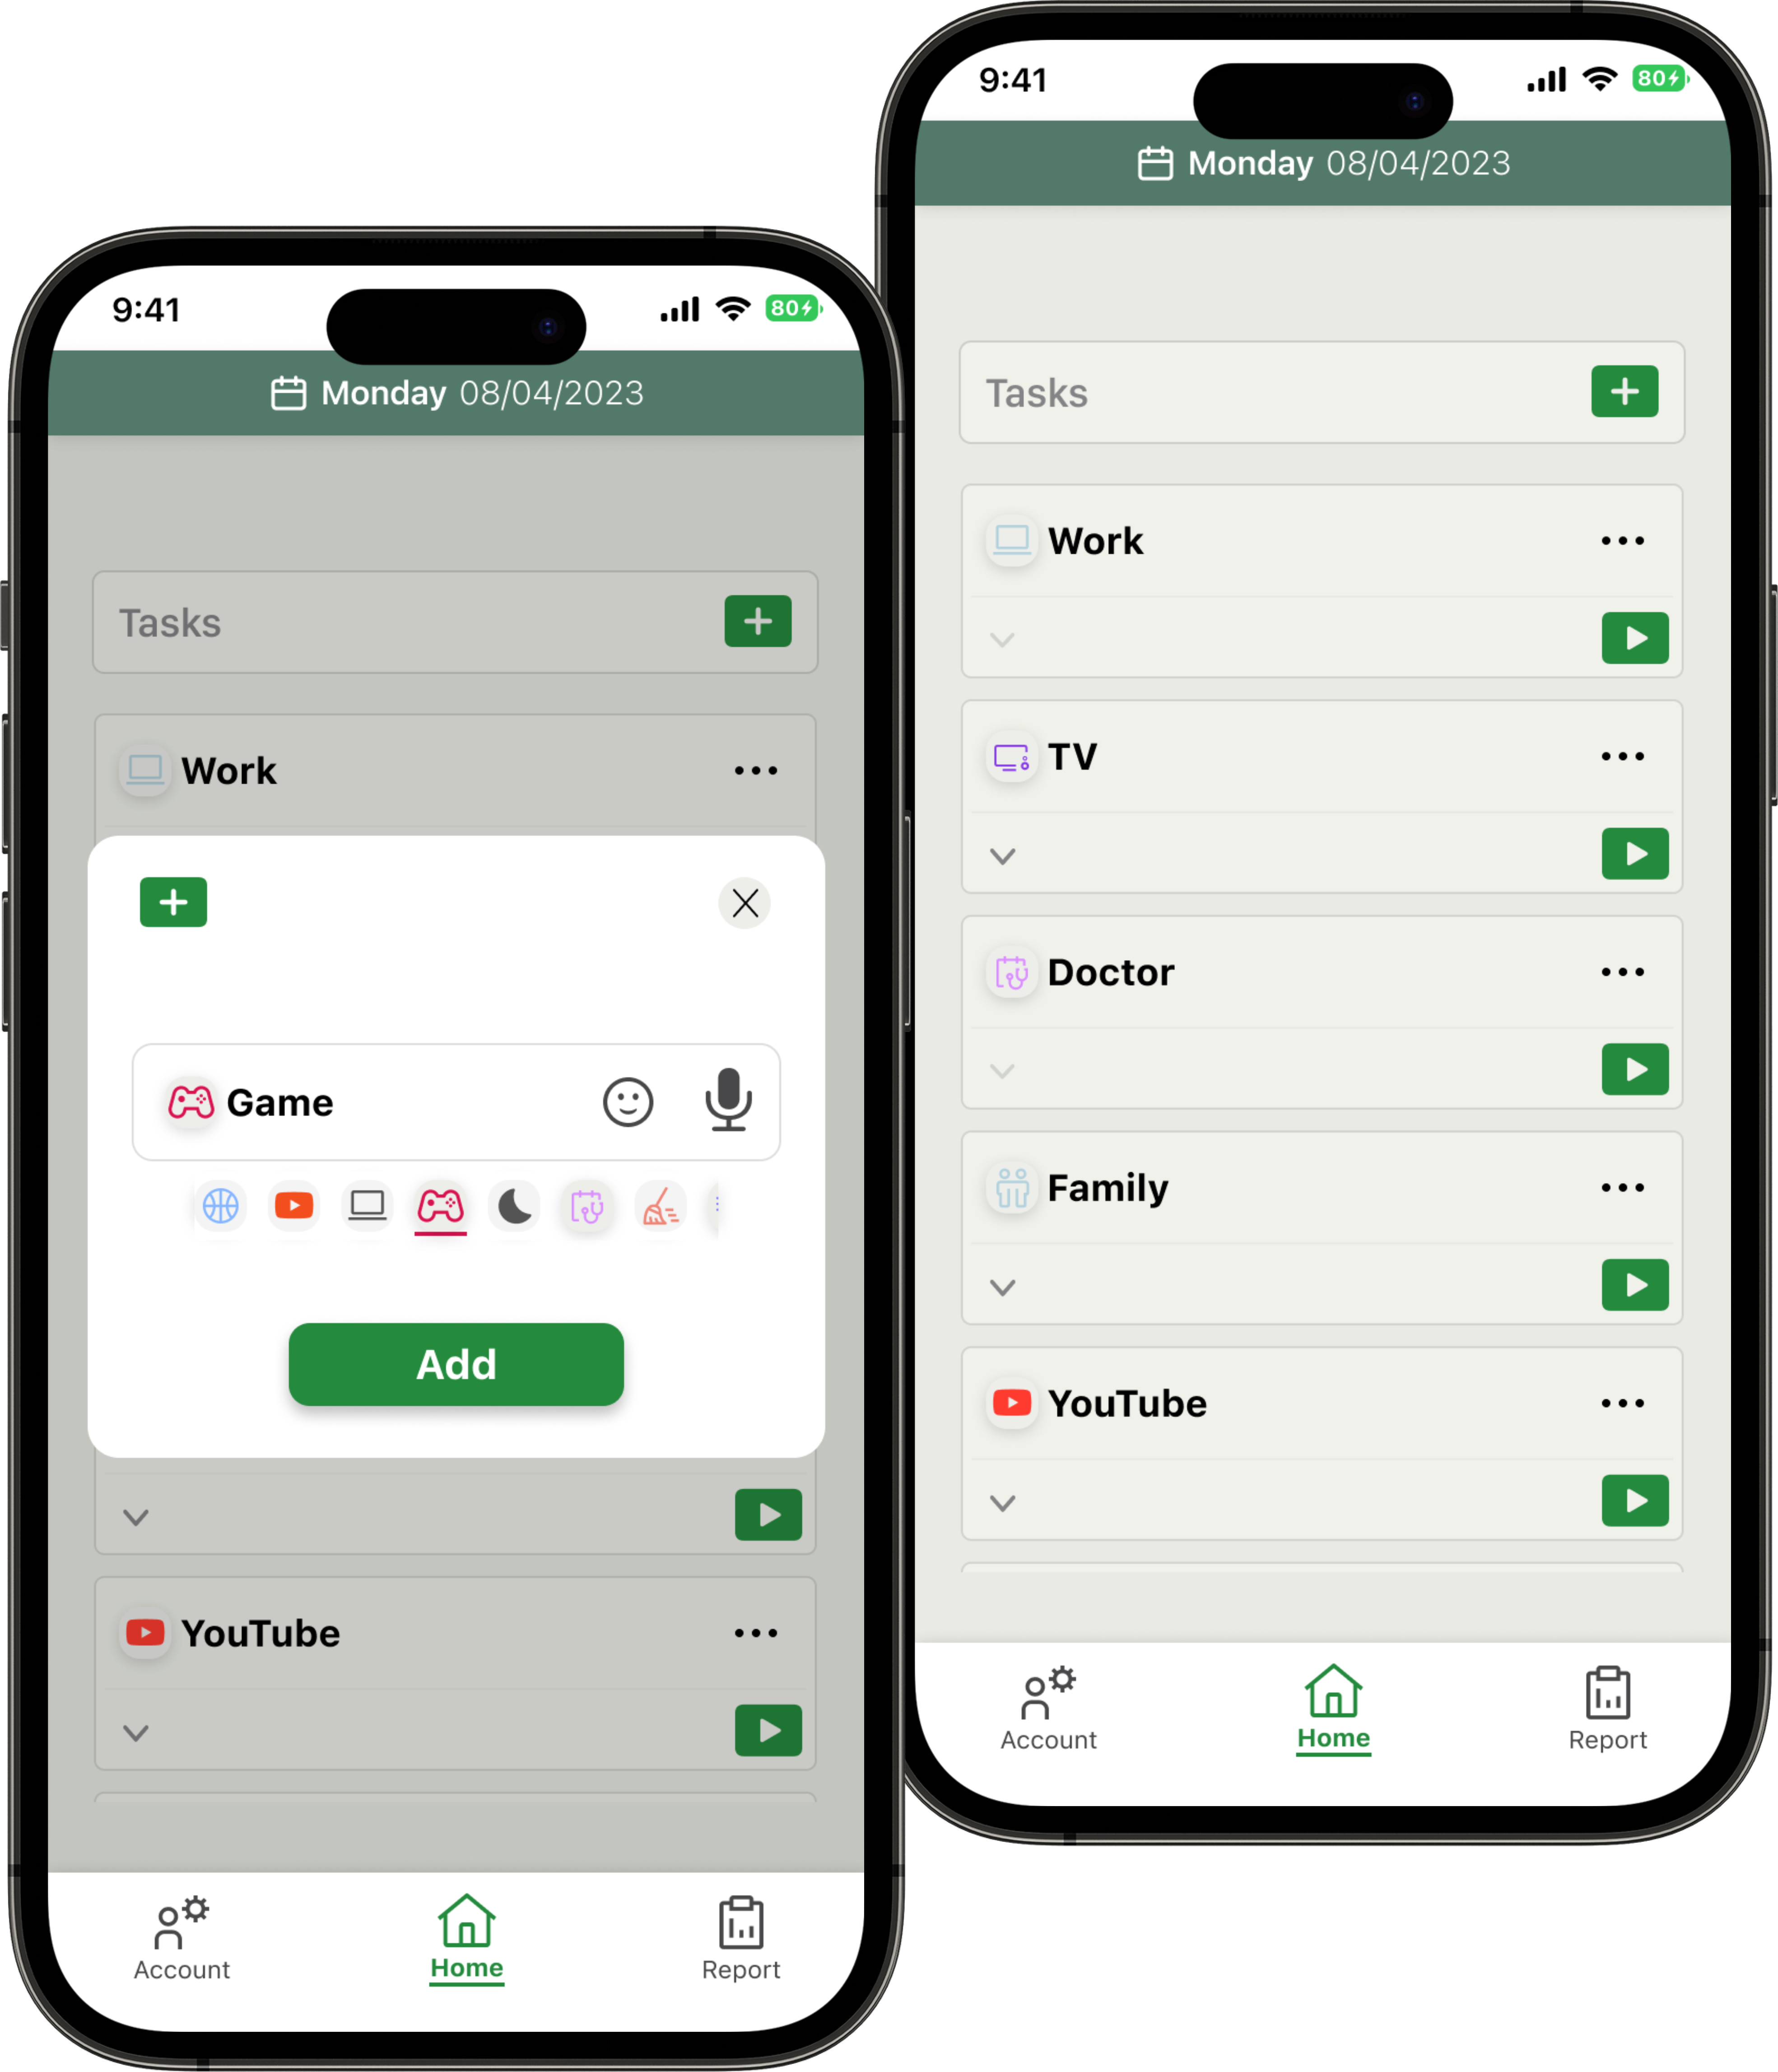 9:41
80
Monday 08/04/2023
Tasks
Work
Game
Add
YouTube
Account
Home
Report
9:41
80
Monday 08/04/2023
Tasks
Work
TV
Doctor
Family
YouTube
Account
Home
Report